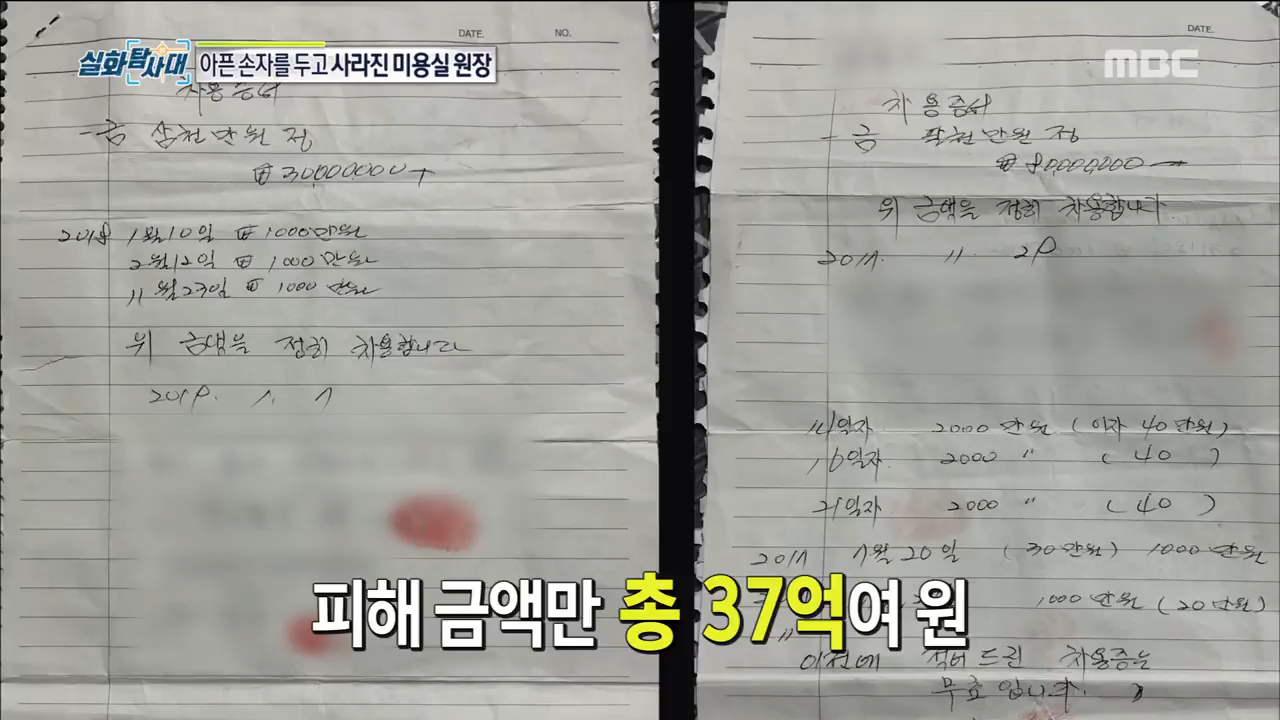 DATE. NO.
실화탐사대
아픈 손자를 두고 사라진 미용실 원장
차용증서
一金 삼천만원 정
₩30,000,000
2018 1월10일 ₩1000만원
2월12일 ₩1000만원
11월23일 ₩1000만원
위 금액을 정히 차용합니다
2019. 1. 7
DATE.
MBC
차용증서
一金 팔천만원 정
₩80,000,000
위 금액을 정히 차용합니다.
11. 29
14일자 2000만원 (이자 40만원)
16일자 2000 " (40)
21일자 2000 " (40)
20일 (30만원) 1000만원
1000만원 (20만원)
이전에 적어드린 차용증은
무효입니다.
피해 금액만 총 37억여 원